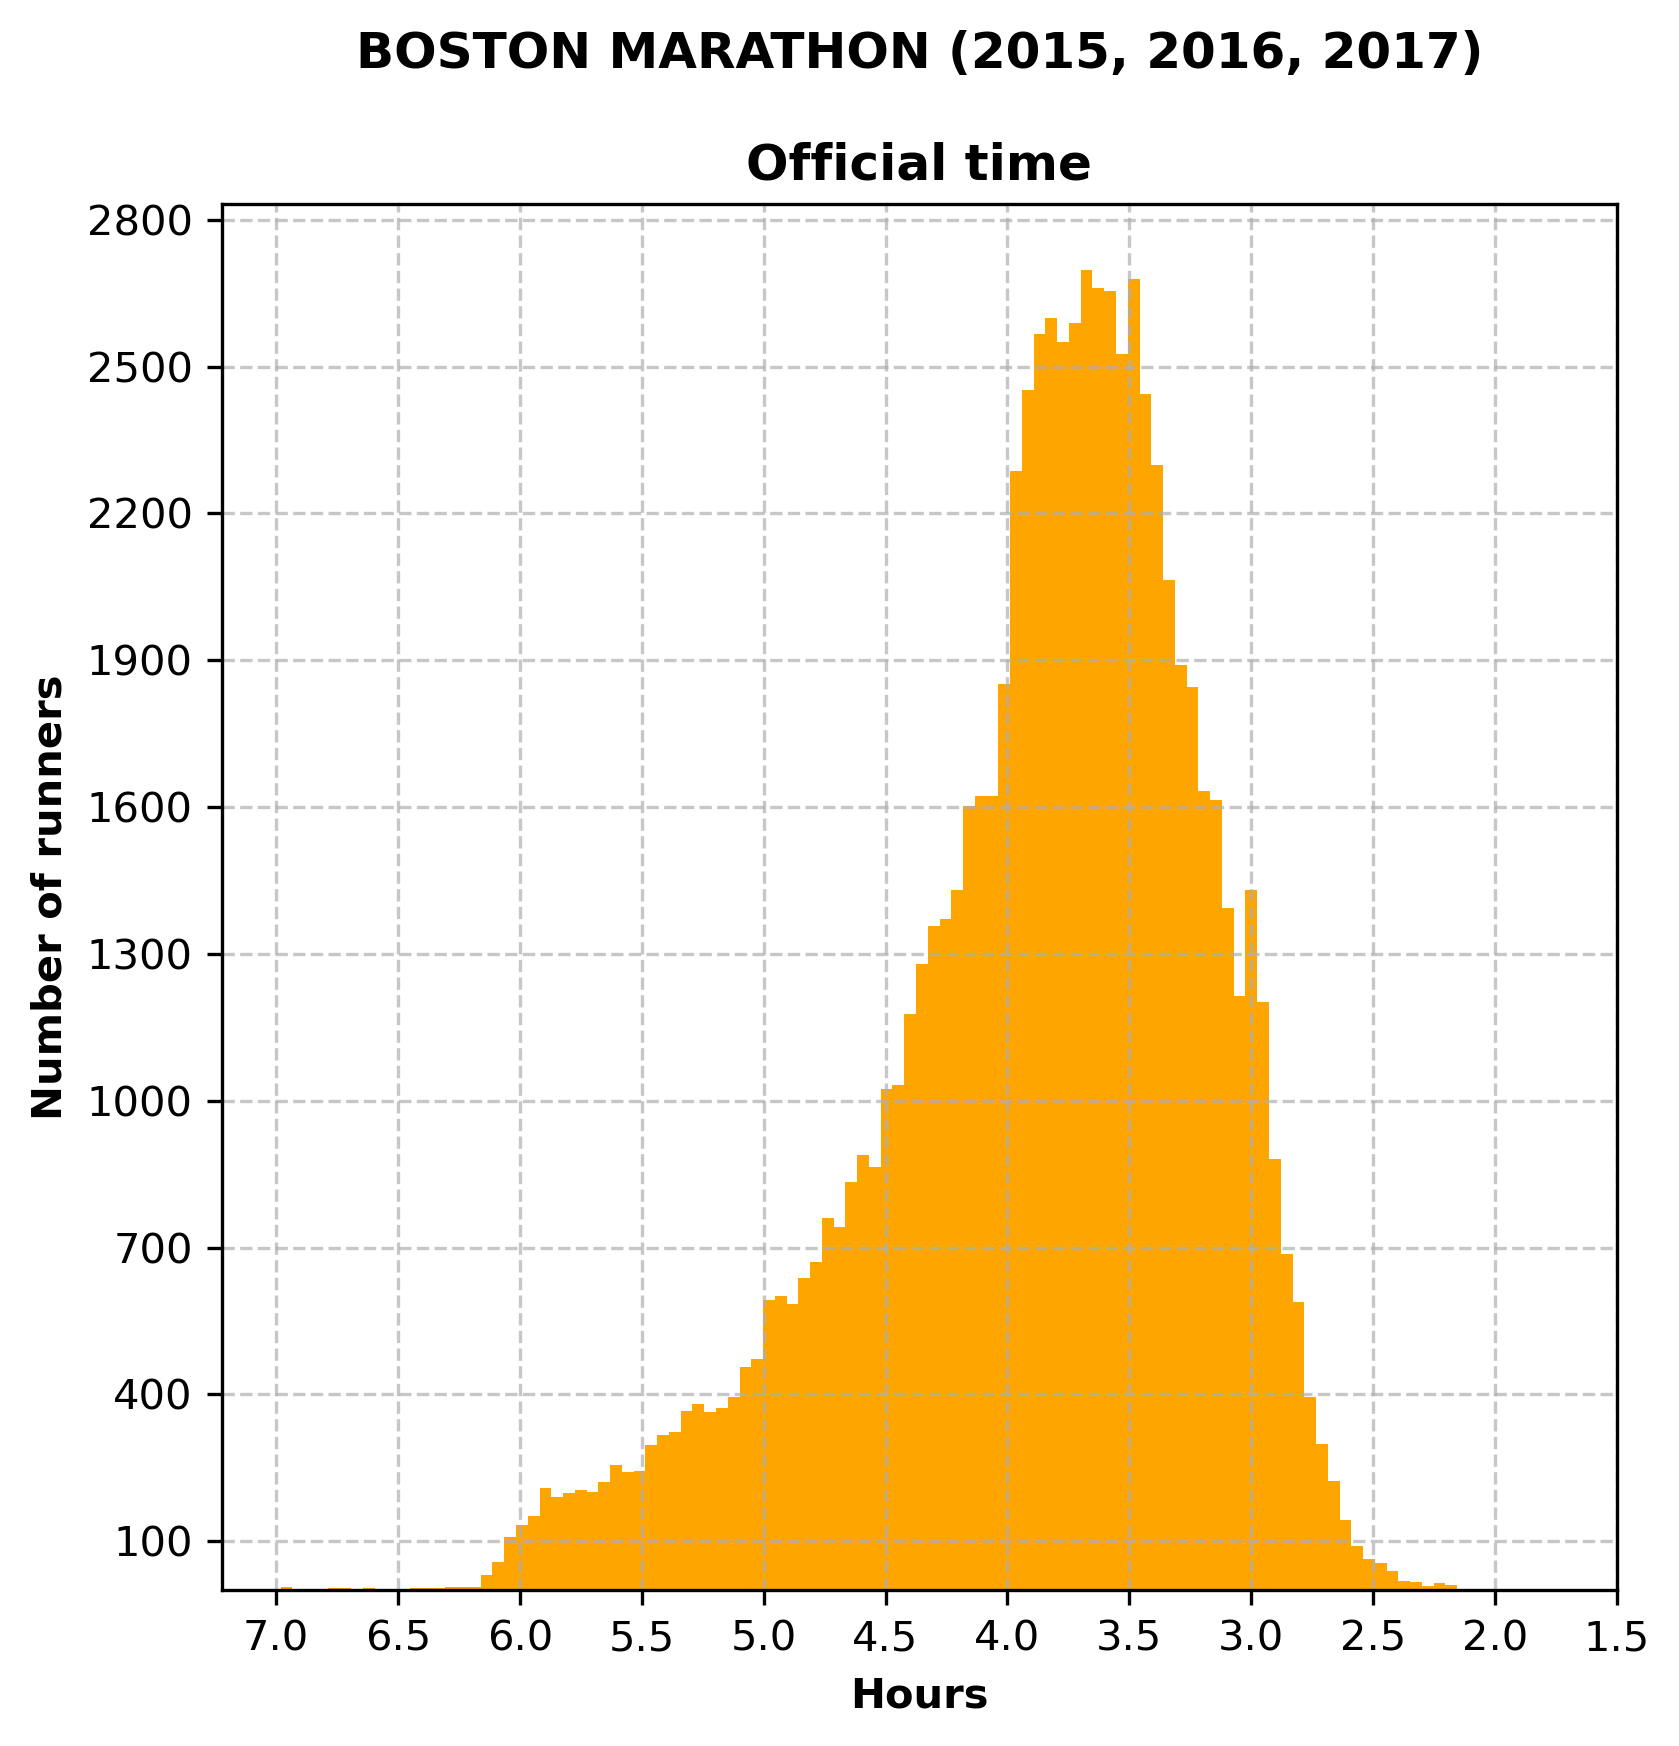 BOSTON MARATHON (2015, 2016, 2017)
Official time
2800
2500
2200
1900
1600
1300
1000
700
400
100
Number of runners
7.0 6.5 6.0 5.5 5.0 4.5 4.0 3.5 3.0 2.5 2.0 1.5
Hours